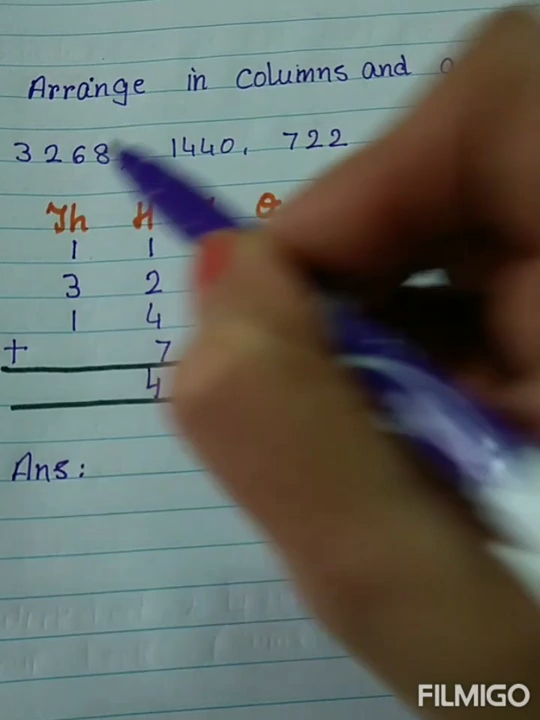 Arrange in columns and
3268, 1440, 722
Th H O
1 1
3 2
1 4
+ 7
4
Ans:
FILMIGO